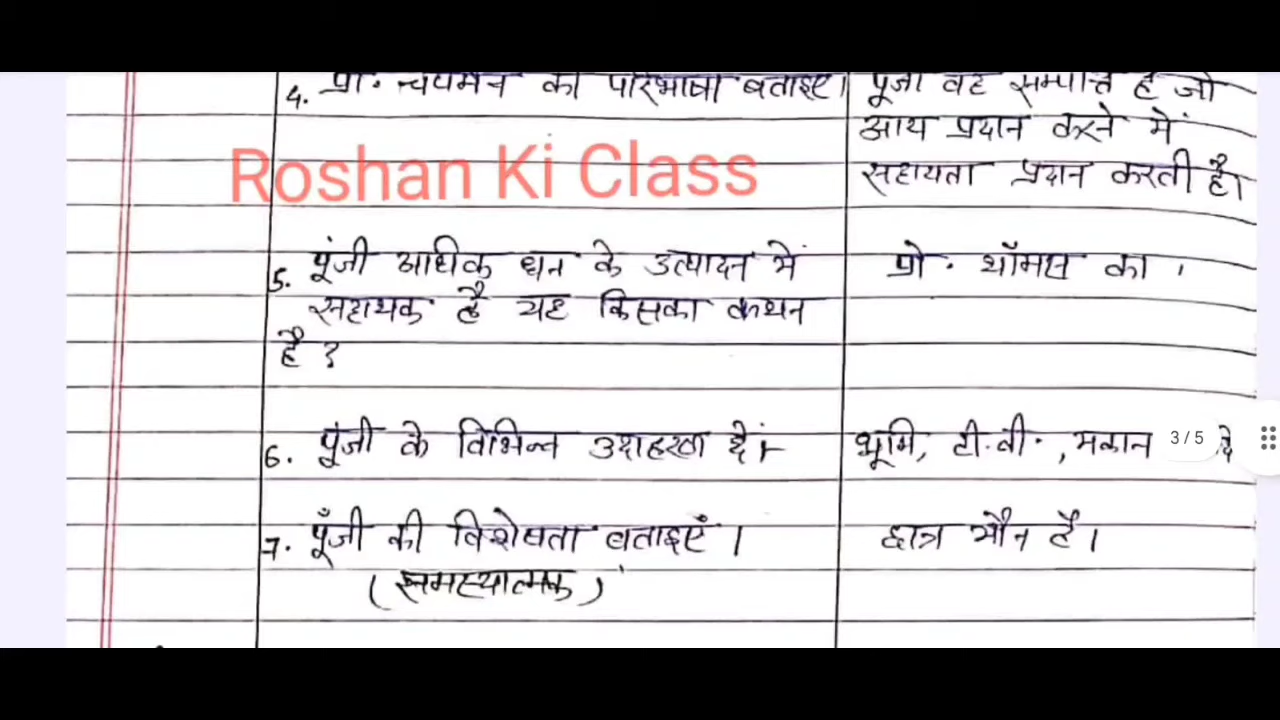 4. प्रो. चैपमैन की परिभाषा बताइए। पूंजी वह सम्पत्ति है जो
आय प्रदान करने में
Roshan Ki Class
सहायता प्रदान करती है।
5. पूंजी अधिक धन के उत्पादन में प्रो. थॉमस का।
सहायक है यह किसका कथन
है ?
6. पूंजी के विभिन्न उदाहरण दें। भूमि, टी.वी., मकान
3 / 5
7. पूँजी की विशेषता बताइएं। छात्र मौन है।
(समस्यात्मक)